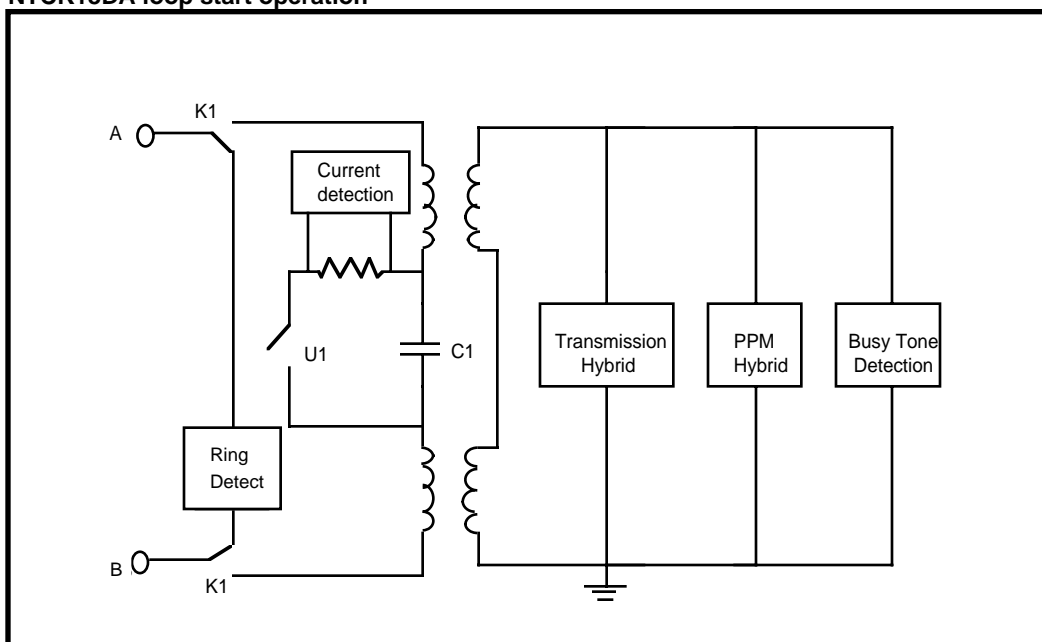 K1
A
Current
detection
U1
C1
Transmission
Hybrid
PPM
Hybrid
Busy Tone
Detection
Ring
Detect
B
K1